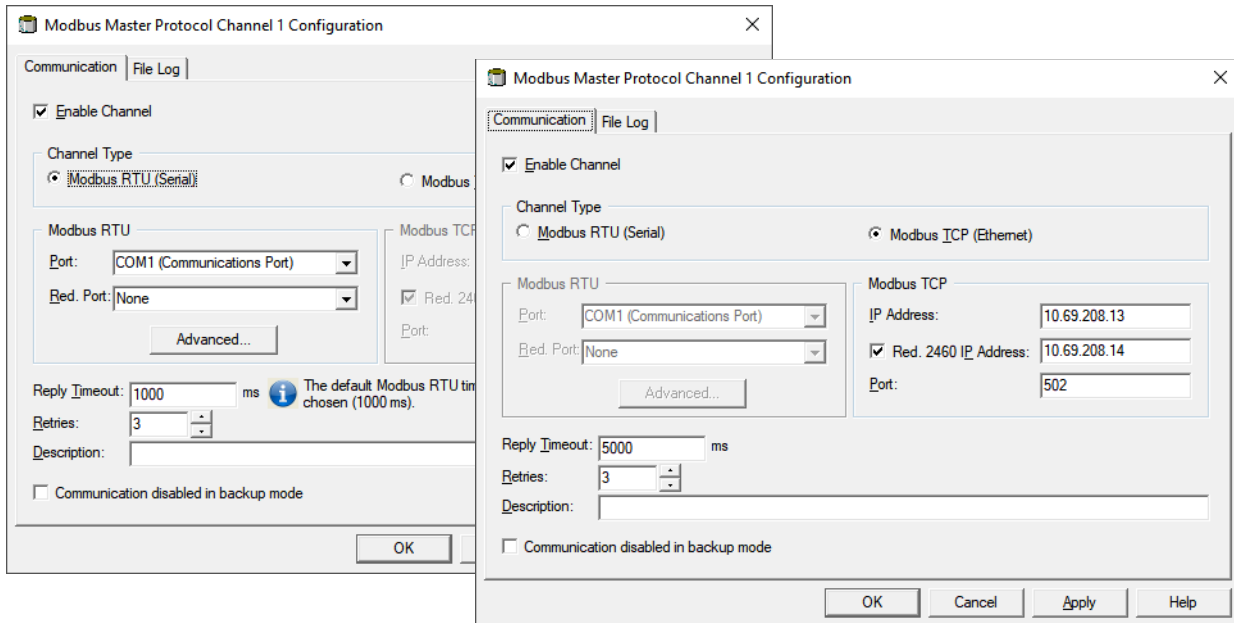 Modbus Master Protocol Channel 1 Configuration
Communication File Log
Enable Channel
Channel Type
Modbus RTU (Serial) Modbus
Modbus RTU Modbus TCP
Port: COM1 (Communications Port) IP Address:
Red. Port: None Red. 24
Advanced... Port:
Reply Timeout: 1000 ms The default Modbus RTU tim
chosen (1000 ms).
Retries: 3
Description:
Communication disabled in backup mode
OK
Modbus Master Protocol Channel 1 Configuration
Communication File Log
Enable Channel
Channel Type
Modbus RTU (Serial) Modbus TCP (Ethernet)
Modbus RTU Modbus TCP
Port: COM1 (Communications Port) IP Address: 10.69.208.13
Red. Port: None Red. 2460 IP Address: 10.69.208.14
Advanced... Port: 502
Reply Timeout: 5000 ms
Retries: 3
Description:
Communication disabled in backup mode
OK Cancel Apply Help